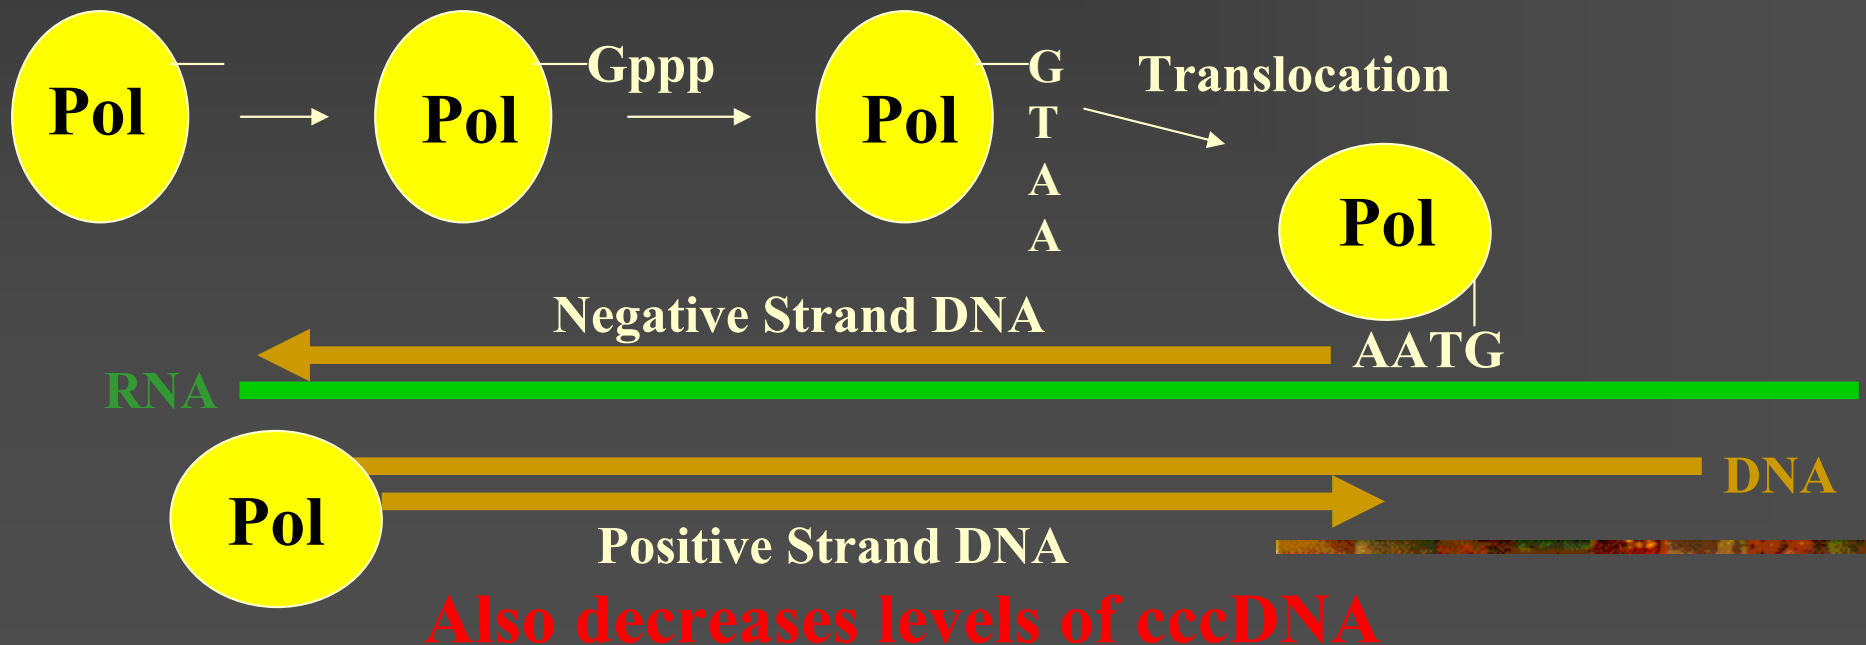 Pol
Pol
Gppp
Pol
G
T
A
A
Translocation
Pol
AATG
Negative Strand DNA
RNA
DNA
Pol
Positive Strand DNA
Also decreases levels of cccDNA